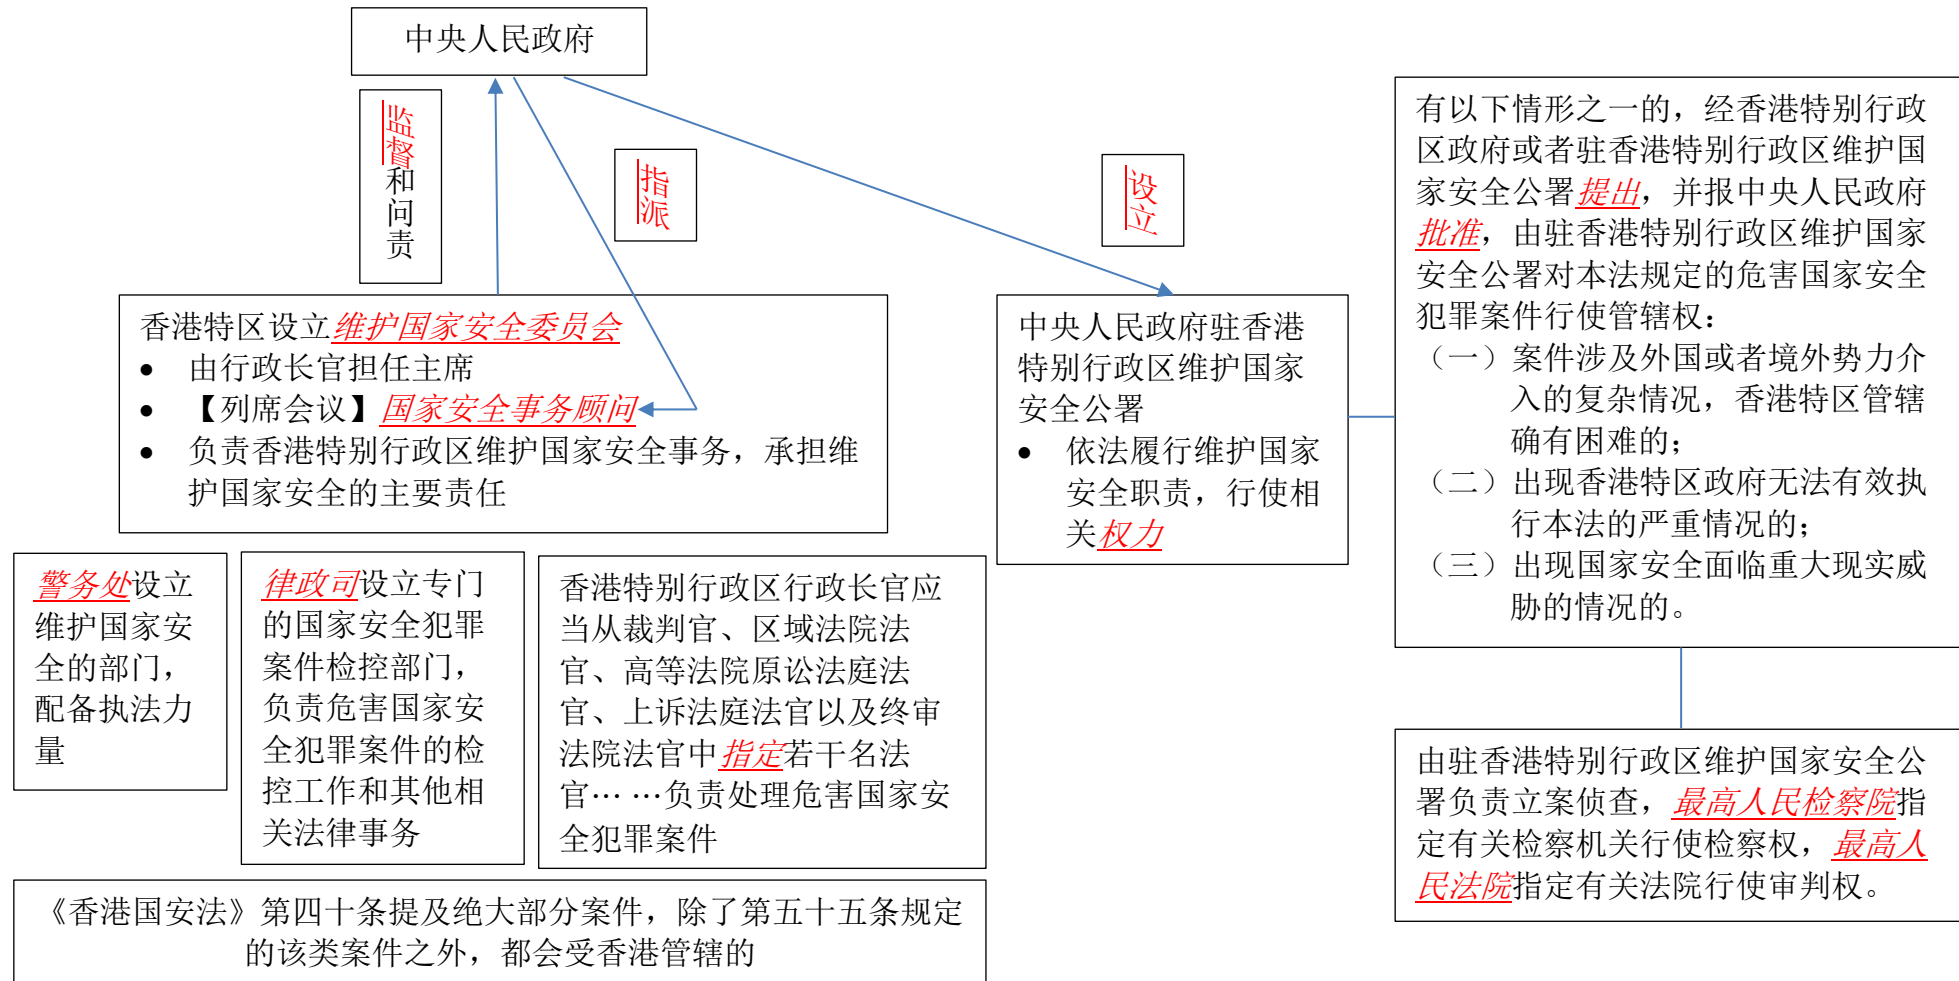 中央人民政府
监督和问责
指派
设立
香港特区设立维护国家安全委员会
• 由行政长官担任主席
• 【列席会议】国家安全事务顾问
• 负责香港特别行政区维护国家安全事务，承担维
护国家安全的主要责任
中央人民政府驻香港
特别行政区维护国家
安全公署
• 依法履行维护国家
安全职责，行使相
关权力
有以下情形之一的，经香港特别行政
区政府或者驻香港特别行政区维护国
家安全公署提出，并报中央人民政府
批准，由驻香港特别行政区维护国家
安全公署对本法规定的危害国家安全
犯罪案件行使管辖权：
（一）案件涉及外国或者境外势力介
入的复杂情况，香港特区管辖
确有困难的；
（二）出现香港特区政府无法有效执
行本法的严重情况的；
（三）出现国家安全面临重大现实威
胁的情况的。
警务处设立
维护国家安
全的部门，
配备执法力
量
律政司设立专门
的国家安全犯罪
案件检控部门，
负责危害国家安
全犯罪案件的检
控工作和其他相
关法律事务
香港特别行政区行政长官应
当从裁判官、区域法院法
官、高等法院原讼法庭法
官、上诉法庭法官以及终审
法院法官中指定若干名法
官… …负责处理危害国家安
全犯罪案件
由驻香港特别行政区维护国家安全公
署负责立案侦查，最高人民检察院指
定有关检察机关行使检察权，最高人
民法院指定有关法院行使审判权。
《香港国安法》第四十条提及绝大部分案件，除了第五十五条规定
的该类案件之外，都会受香港管辖的